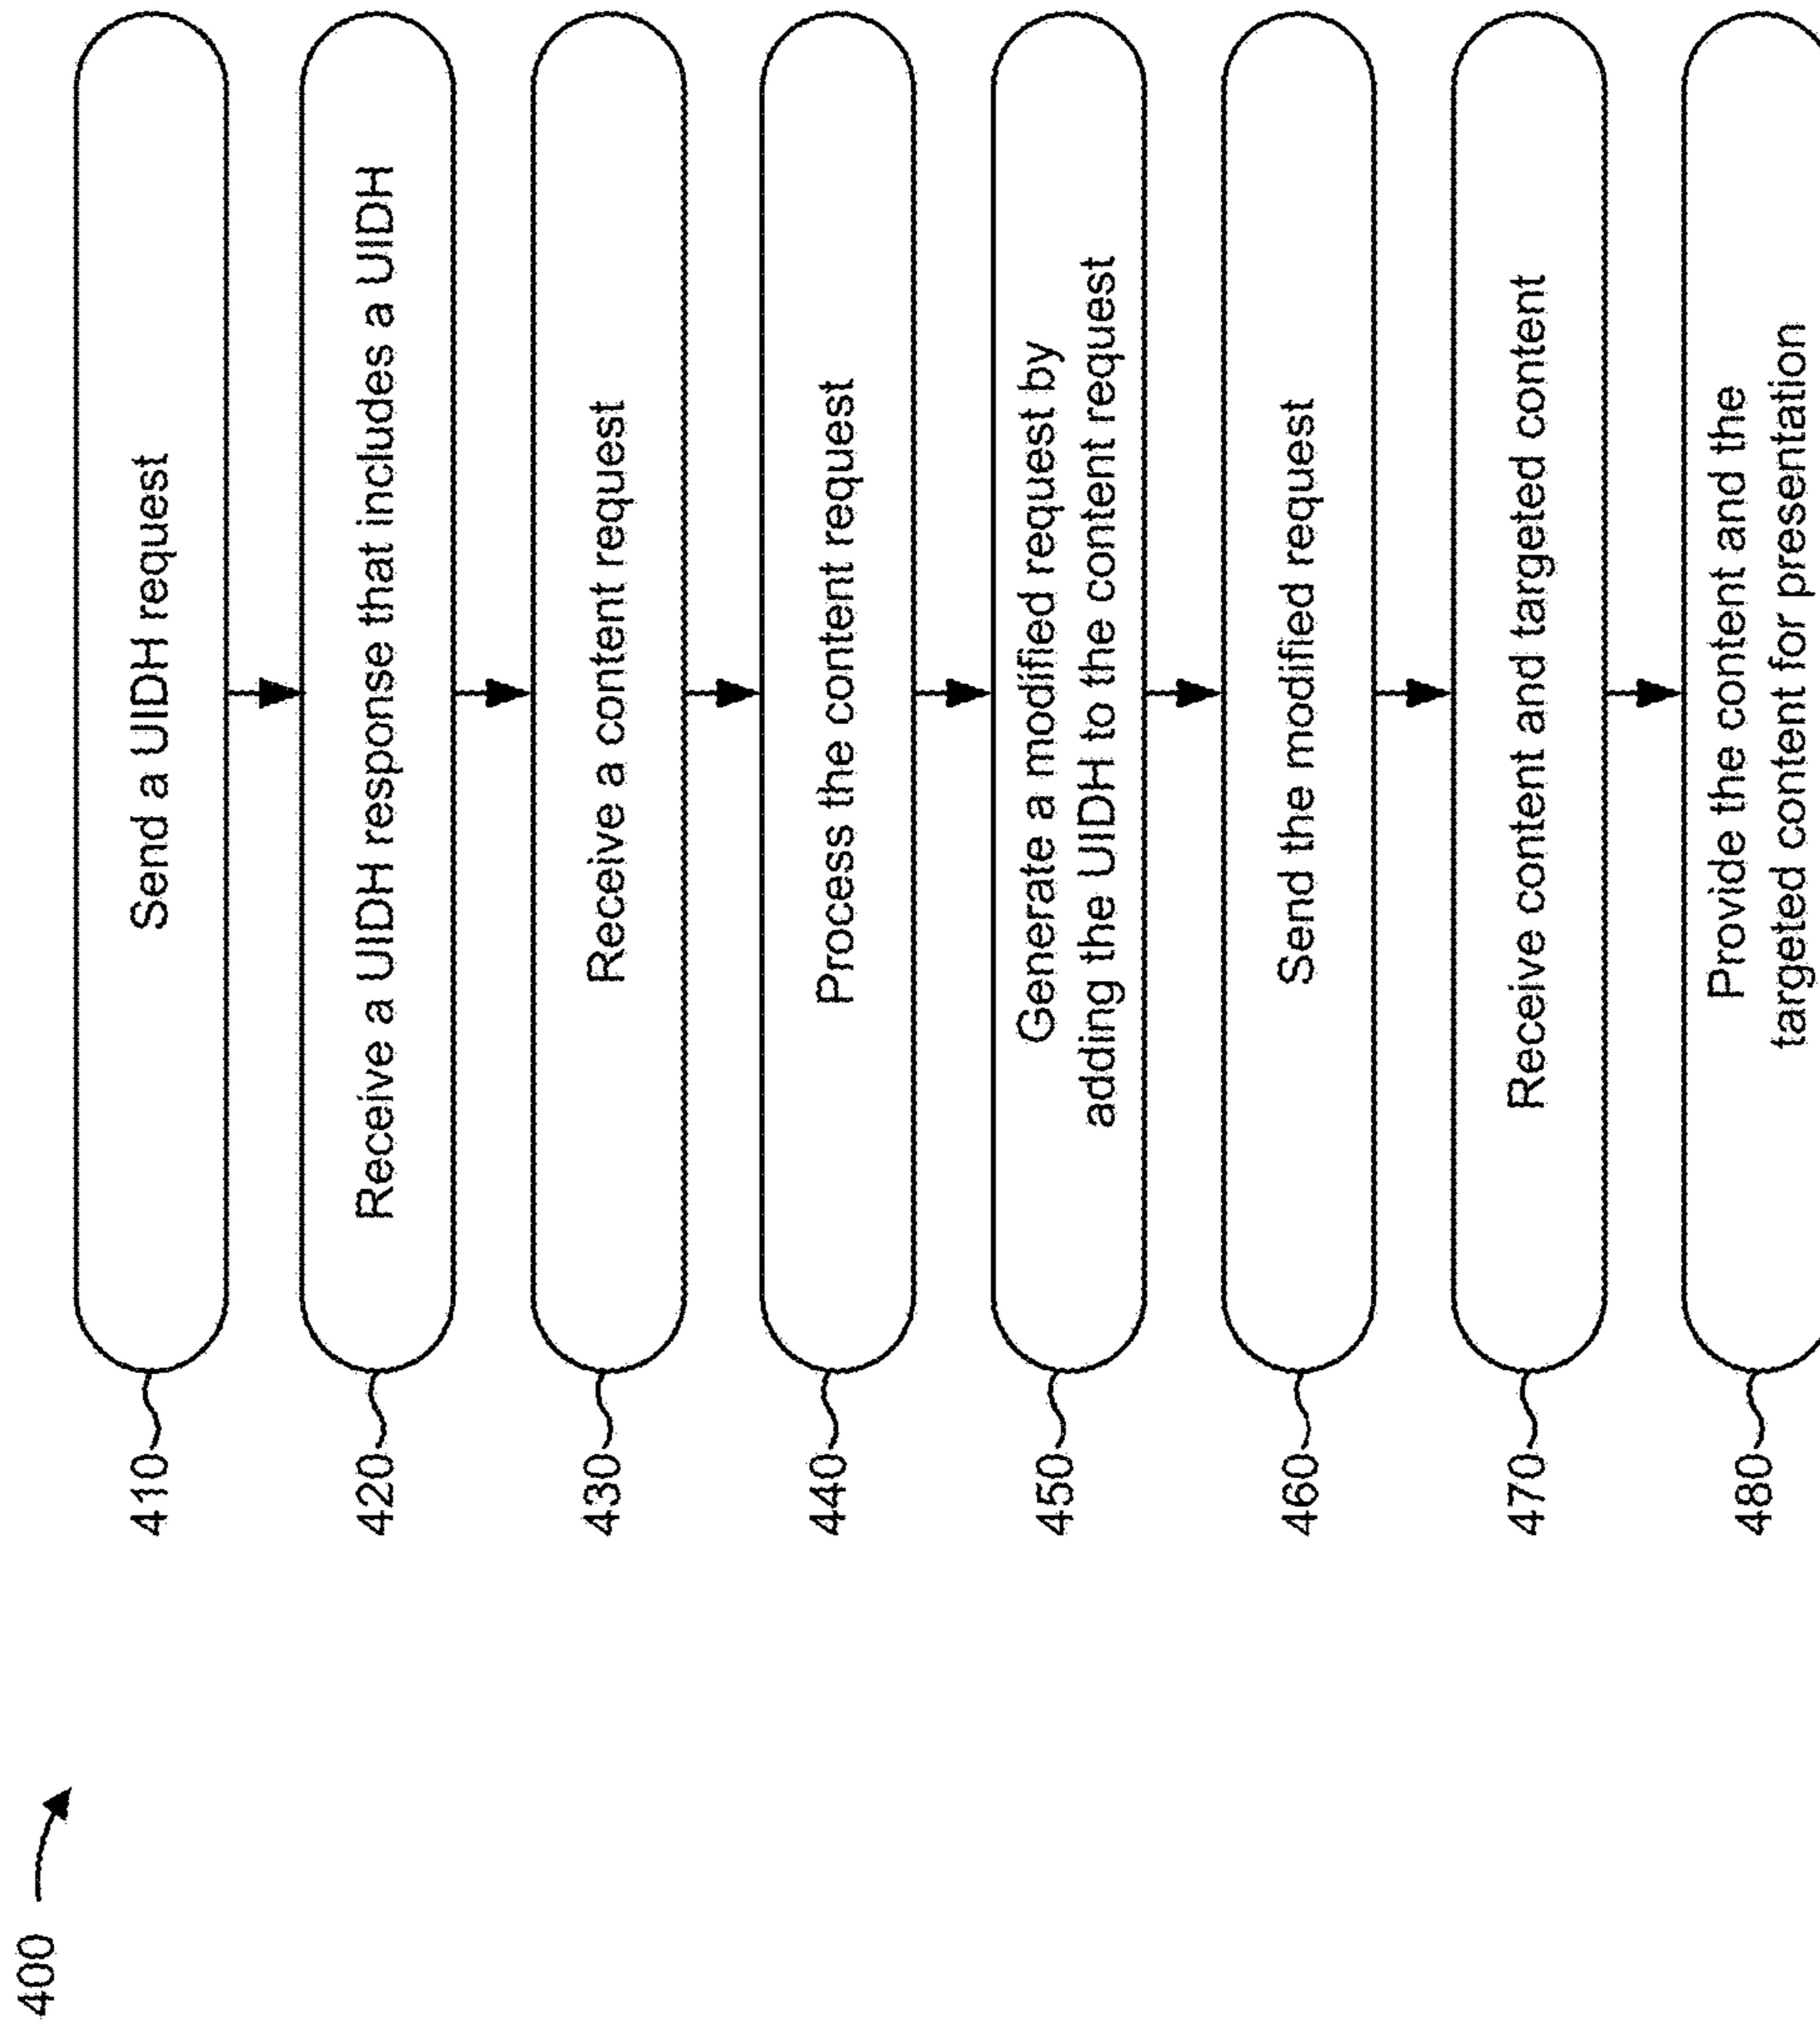 400
410
Send a UIDH request
420
Receive a UIDH response that includes a UIDH
430
Receive a content request
440
Process the content request
450
Generate a modified request by
adding the UIDH to the content request
460
Send the modified request
470
Receive content and targeted content
480
Provide the content and the
targeted content for presentation